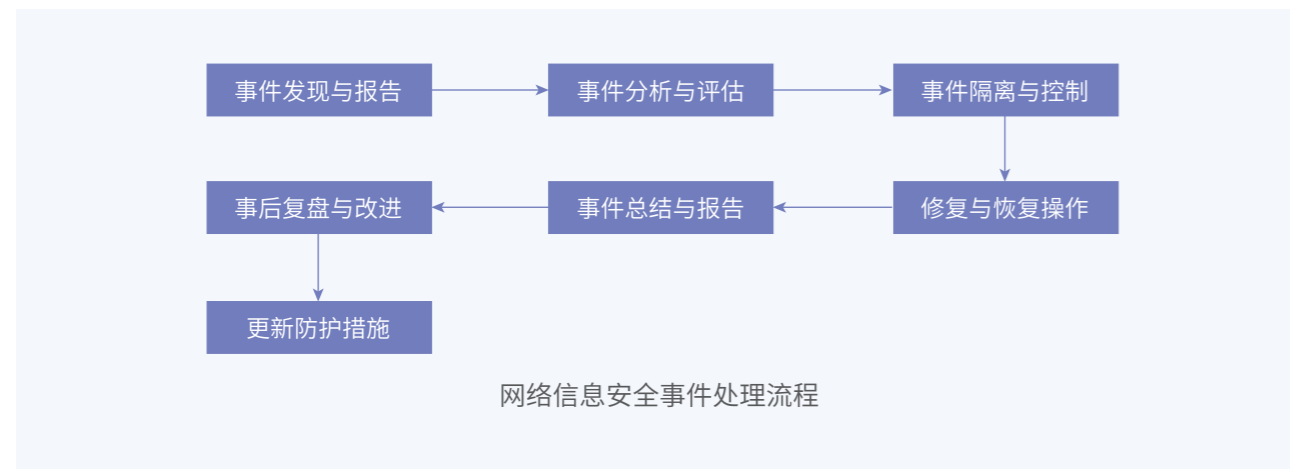 事件发现与报告
事件分析与评估
事件隔离与控制
修复与恢复操作
事件总结与报告
事后复盘与改进
更新防护措施
网络信息安全事件处理流程